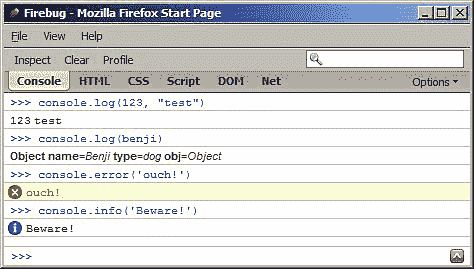 Firebug - Mozilla Firefox Start Page
File View Help
Inspect Clear Profile
Console HTML CSS Script DOM Net Options
>>> console.log(123, "test")
123 test
>>> console.log(benji)
Object name=Benji type=dog obj=Object
>>> console.error('ouch!')
ouch!
>>> console.info('Beware!')
Beware!
>>>